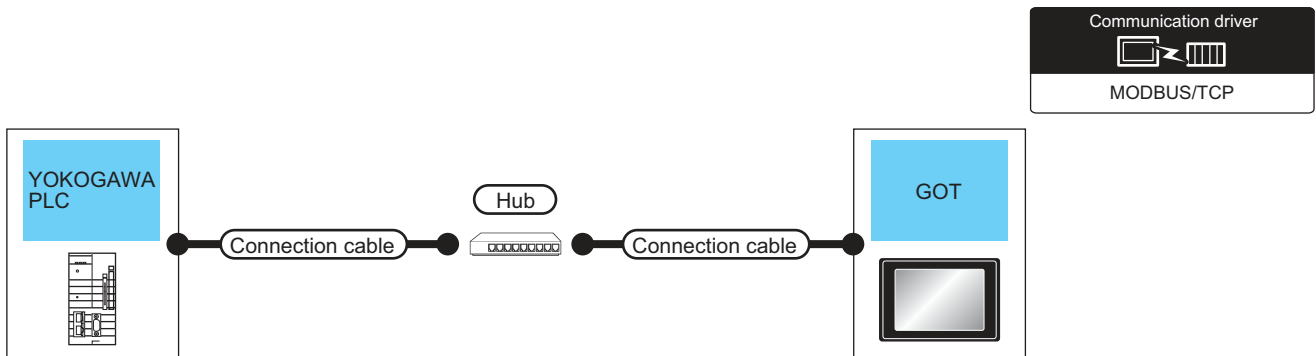 Communication driver
MODBUS/TCP
YOKOGAWA
PLC
Connection cable
Hub
Connection cable
GOT